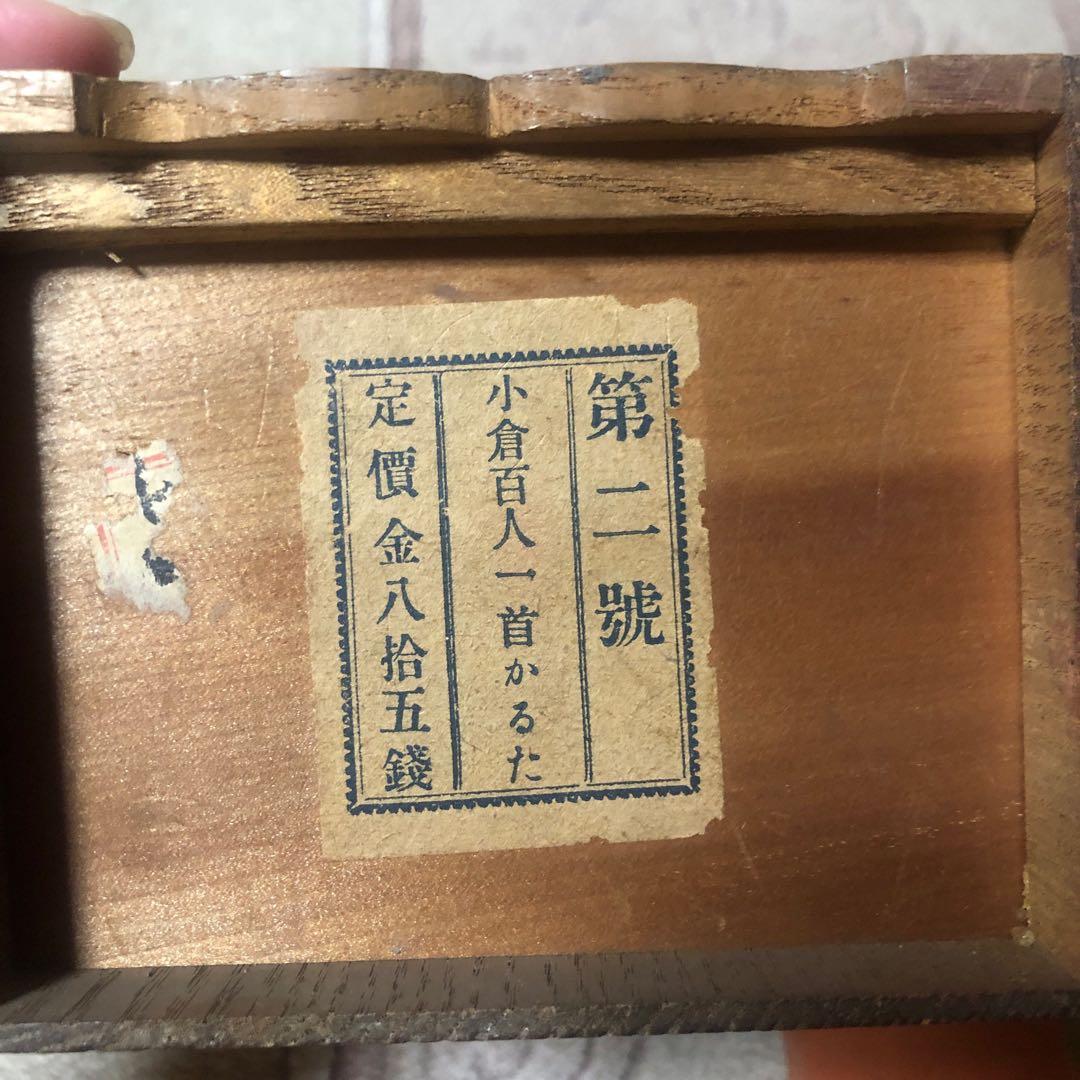 第二號
小倉百人一首かるた
定價金八拾五錢